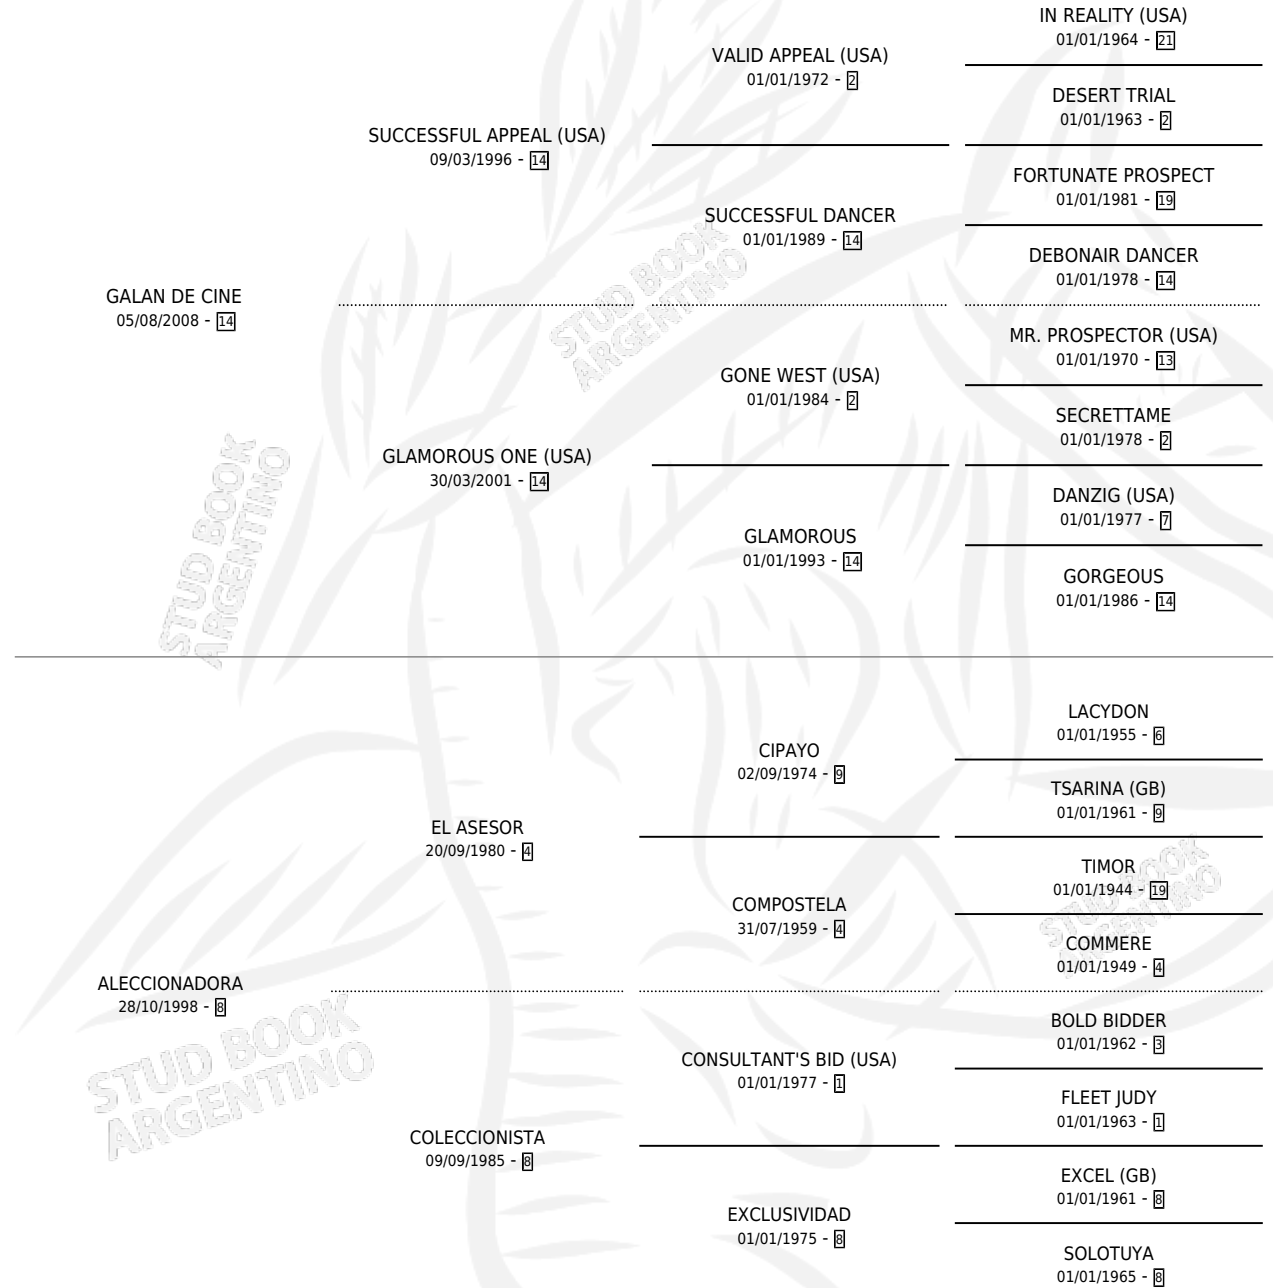 IN REALITY (USA)
01/01/1964 - 21
VALID APPEAL (USA)
01/01/1972 - 2
DESERT TRIAL
01/01/1963 - 2
SUCCESSFUL APPEAL (USA)
09/03/1996 - 14
FORTUNATE PROSPECT
01/01/1981 - 19
SUCCESSFUL DANCER
01/01/1989 - 14
DEBONAIR DANCER
01/01/1978 - 14
GALAN DE CINE
05/08/2008 - 14
MR. PROSPECTOR (USA)
01/01/1970 - 13
GONE WEST (USA)
01/01/1984 - 2
SECRETTAME
01/01/1978 - 2
GLAMOROUS ONE (USA)
30/03/2001 - 14
DANZIG (USA)
01/01/1977 - 7
GLAMOROUS
01/01/1993 - 14
GORGEOUS
01/01/1986 - 14
STUD BOOK
ARGENTINO
STUD BOOK
ARGENTINO
LACYDON
01/01/1955 - 6
CIPAYO
02/09/1974 - 9
TSARINA (GB)
01/01/1961 - 9
EL ASESOR
20/09/1980 - 4
TIMOR
01/01/1944 - 19
COMPOSTELA
31/07/1959 - 4
COMMERE
01/01/1949 - 4
ALECCIONADORA
28/10/1998 - 8
BOLD BIDDER
01/01/1962 - 3
CONSULTANT'S BID (USA)
01/01/1977 - 1
FLEET JUDY
01/01/1963 - 1
COLECCIONISTA
09/09/1985 - 8
EXCEL (GB)
01/01/1961 - 8
EXCLUSIVIDAD
01/01/1975 - 8
SOLOTUYA
01/01/1965 - 8
STUD BOOK
ARGENTINO
STUD BOOK
ARGENTINO